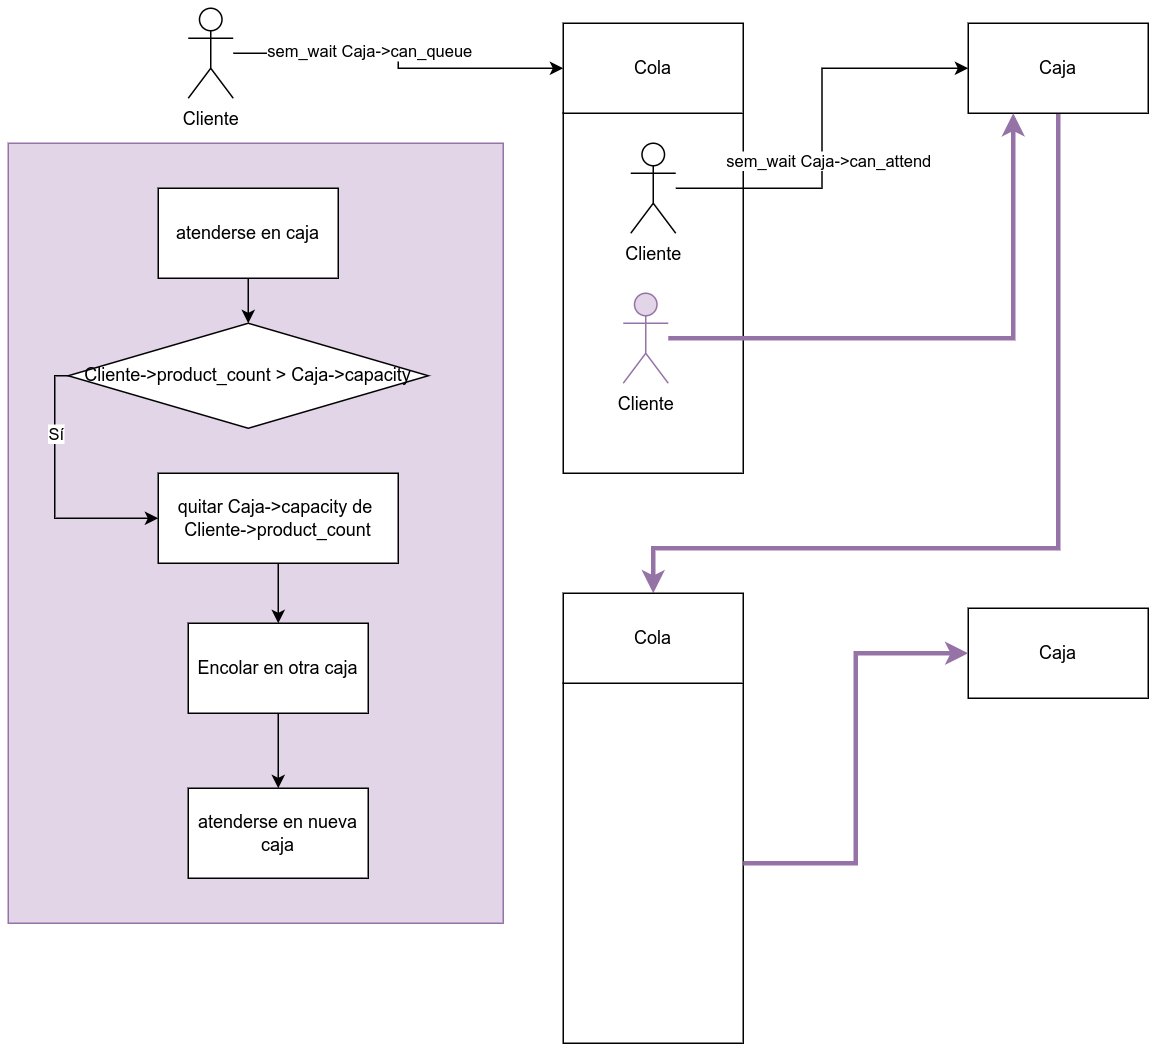 sem_wait Caja->can_queue
Cliente
Cola
Caja
Cliente
sem_wait Caja->can_attend
Cliente
atenderse en caja
Cliente->product_count > Caja->capacity
Sí
quitar Caja->capacity de
Cliente->product_count
Encolar en otra caja
atenderse en nueva
caja
Cola
Caja